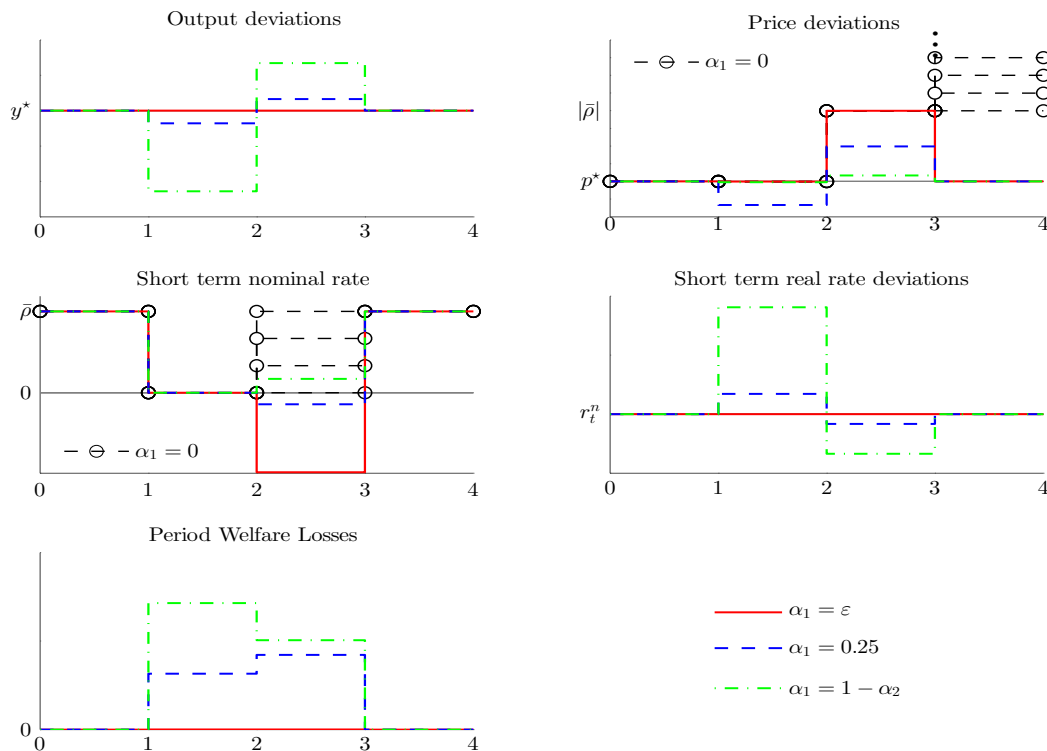 Output deviations
y⋆
0 1 2 3 4
Price deviations
α₁ = 0
|ρ̄|
p⋆
0 1 2 3 4
Short term nominal rate
ρ̄
0
α₁ = 0
0 1 2 3 4
Short term real rate deviations
rₜⁿ
0 1 2 3 4
Period Welfare Losses
0
0 1 2 3 4
α₁ = ε
α₁ = 0.25
α₁ = 1 − α₂